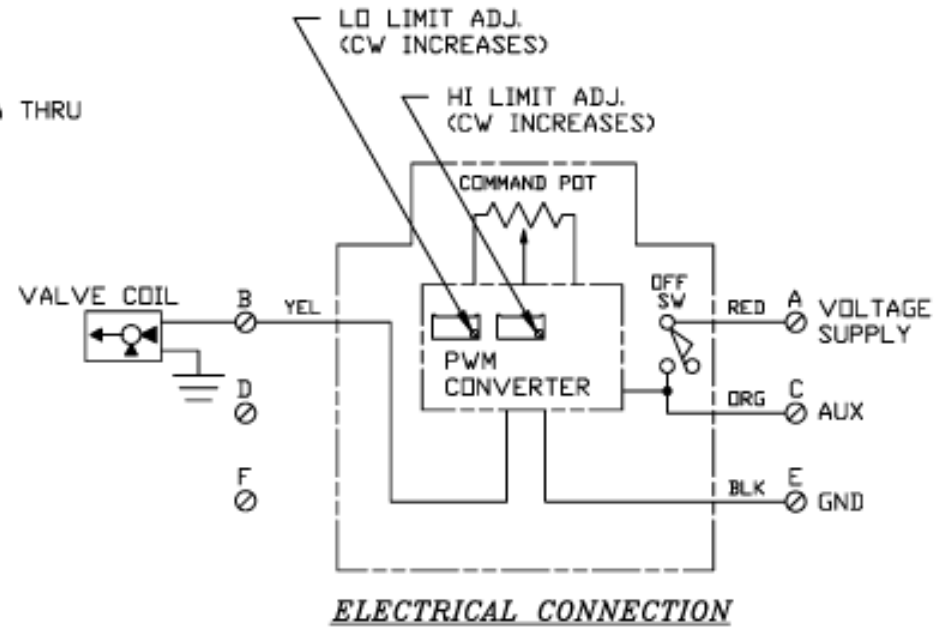 LO LIMIT ADJ.
(CW INCREASES)
HI LIMIT ADJ.
(CW INCREASES)
THRU
COMMAND POT
VALVE COIL
B
YEL
OFF
SW
RED
A
VOLTAGE
SUPPLY
PWM
CONVERTER
D
ORG
C
AUX
F
BLK
E
GND
ELECTRICAL CONNECTION